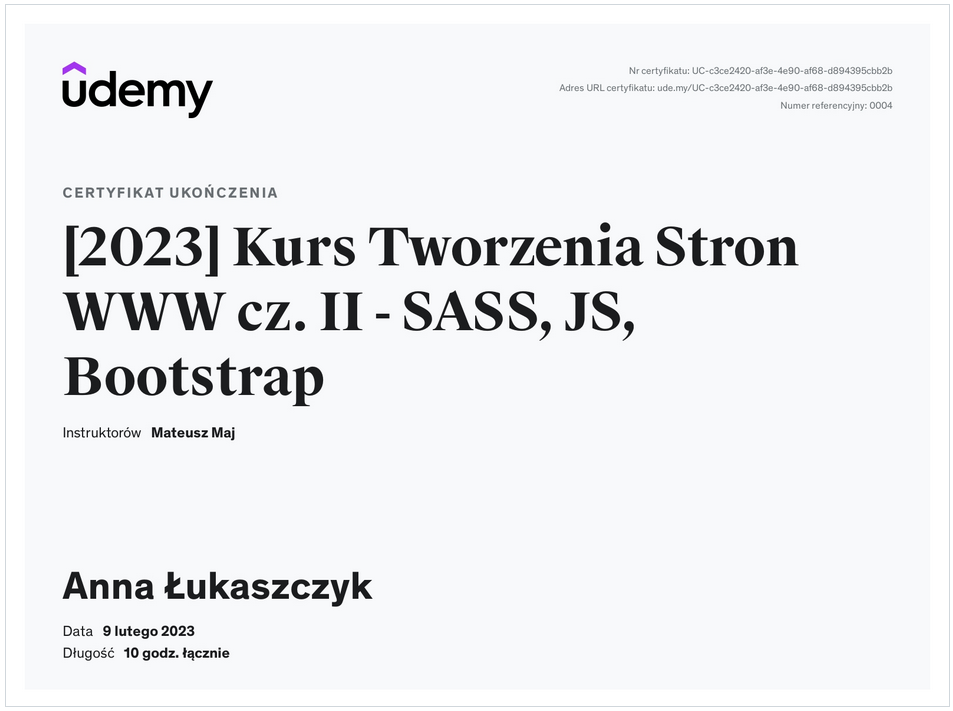 udemy
Nr certyfikatu: UC-c3ce2420-af3e-4e90-af68-d894395cbb2b
Adres URL certyfikatu: ude.my/UC-c3ce2420-af3e-4e90-af68-d894395cbb2b
Numer referencyjny: 0004
CERTYFIKAT UKOŃCZENIA
[2023] Kurs Tworzenia Stron
WWW cz. II - SASS, JS,
Bootstrap
Instruktorów Mateusz Maj
Anna Łukaszczyk
Data 9 lutego 2023
Długość 10 godz. łącznie